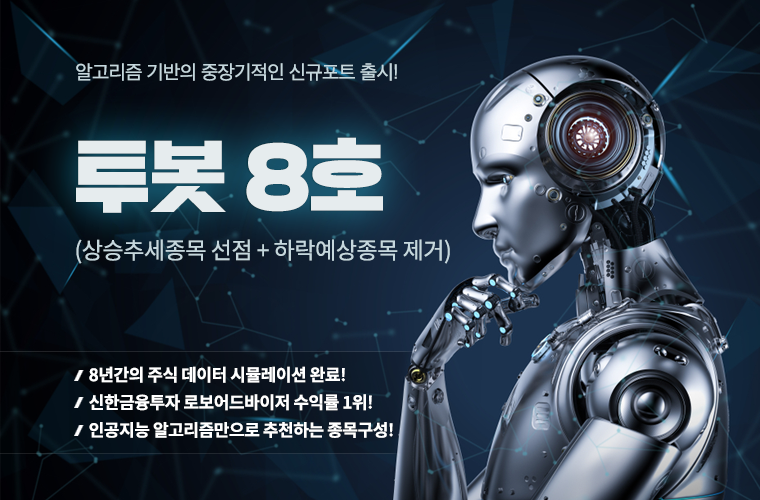 알고리즘 기반의 중장기적인 신규포트 출시!
투봇 8호
(상승추세종목 선점 + 하락예상종목 제거)
8년간의 주식 데이터 시뮬레이션 완료!
신한금융투자 로보어드바이저 수익률 1위!
인공지능 알고리즘만으로 추천하는 종목구성!